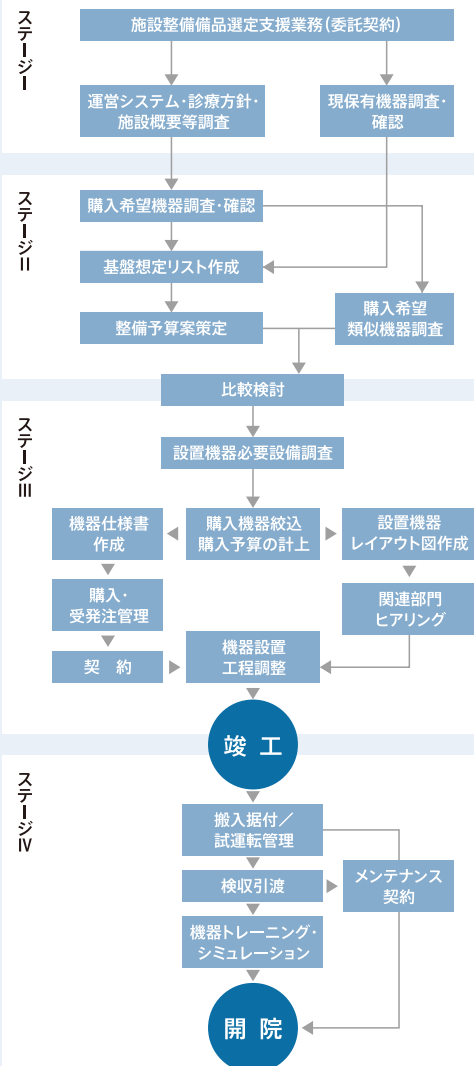 ステージI
施設整備備品選定支援業務(委託契約)
運営システム・診療方針・
施設概要等調査
現保有機器調査・
確認
ステージII
購入希望機器調査・確認
基盤想定リスト作成
整備予算案策定
購入希望
類似機器調査
比較検討
ステージIII
設置機器必要設備調査
機器仕様書
作成
購入機器絞込
購入予算の計上
設置機器
レイアウト図作成
購入・
受発注管理
関連部門
ヒアリング
契 約
機器設置
工程調整
竣 工
ステージIV
搬入据付／
試運転管理
検収引渡
メンテナンス
契約
機器トレーニング・
シミュレーション
開 院